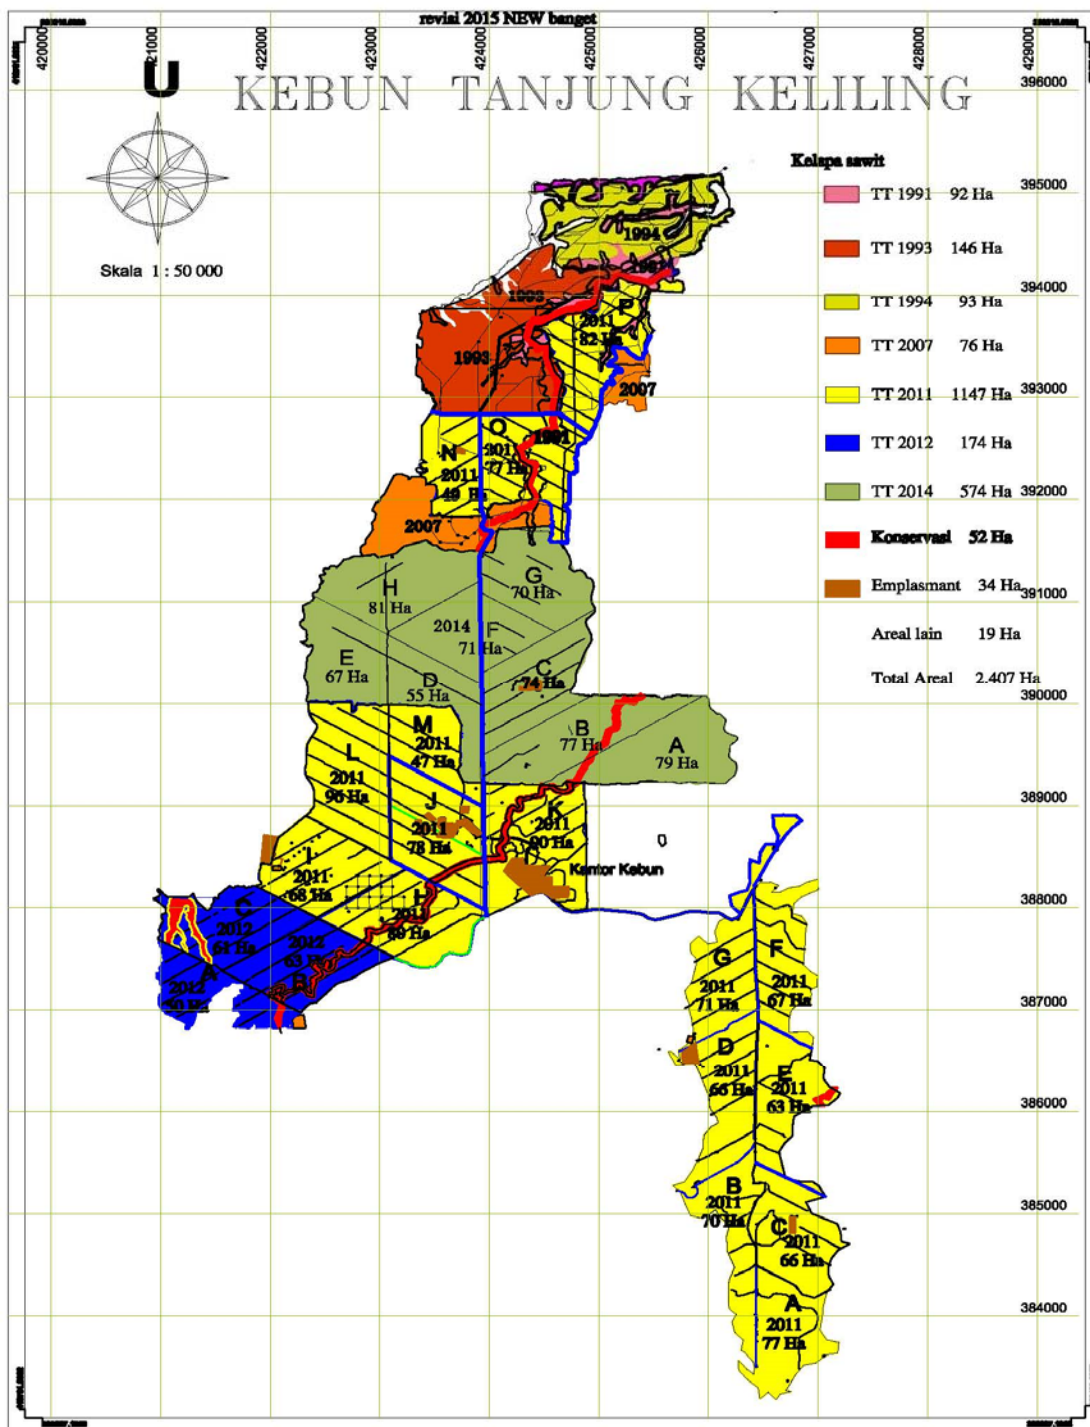 revisi 2015 NEW banget
420000
421000
422000
423000
424000
425000
426000
427000
428000
429000
U
KEBUN TANJUNG KELILING
396000
Kelapa sawit
TT 1991 92 Ha
395000
TT 1993 146 Ha
394000
TT 1994 93 Ha
TT 2007 76 Ha
393000
TT 2011 1147 Ha
TT 2012 174 Ha
TT 2014 574 Ha
392000
Konservasi 52 Ha
Emplasmant 34 Ha
391000
Areal lain 19 Ha
Total Areal 2.407 Ha
390000
389000
388000
387000
386000
385000
384000
Skala 1 : 50 000
1994
1993
P
2011
82 Ha
1993
2007
1991
N
2011
49 Ha
O
2011
77 Ha
2007
H
81 Ha
G
70 Ha
2014
F
71 Ha
E
67 Ha
D
55 Ha
C
74 Ha
B
77 Ha
A
79 Ha
M
2011
47 Ha
L
2011
96 Ha
J
2011
78 Ha
K
2011
90 Ha
Kantor Kebun
I
2011
68 Ha
H
2011
C
2012
61 Ha
2012
63 Ha
B
A
2012
G
2011
71 Ha
F
2011
67 Ha
D
2011
66 Ha
E
2011
63 Ha
B
2011
70 Ha
C
2011
66 Ha
A
2011
77 Ha